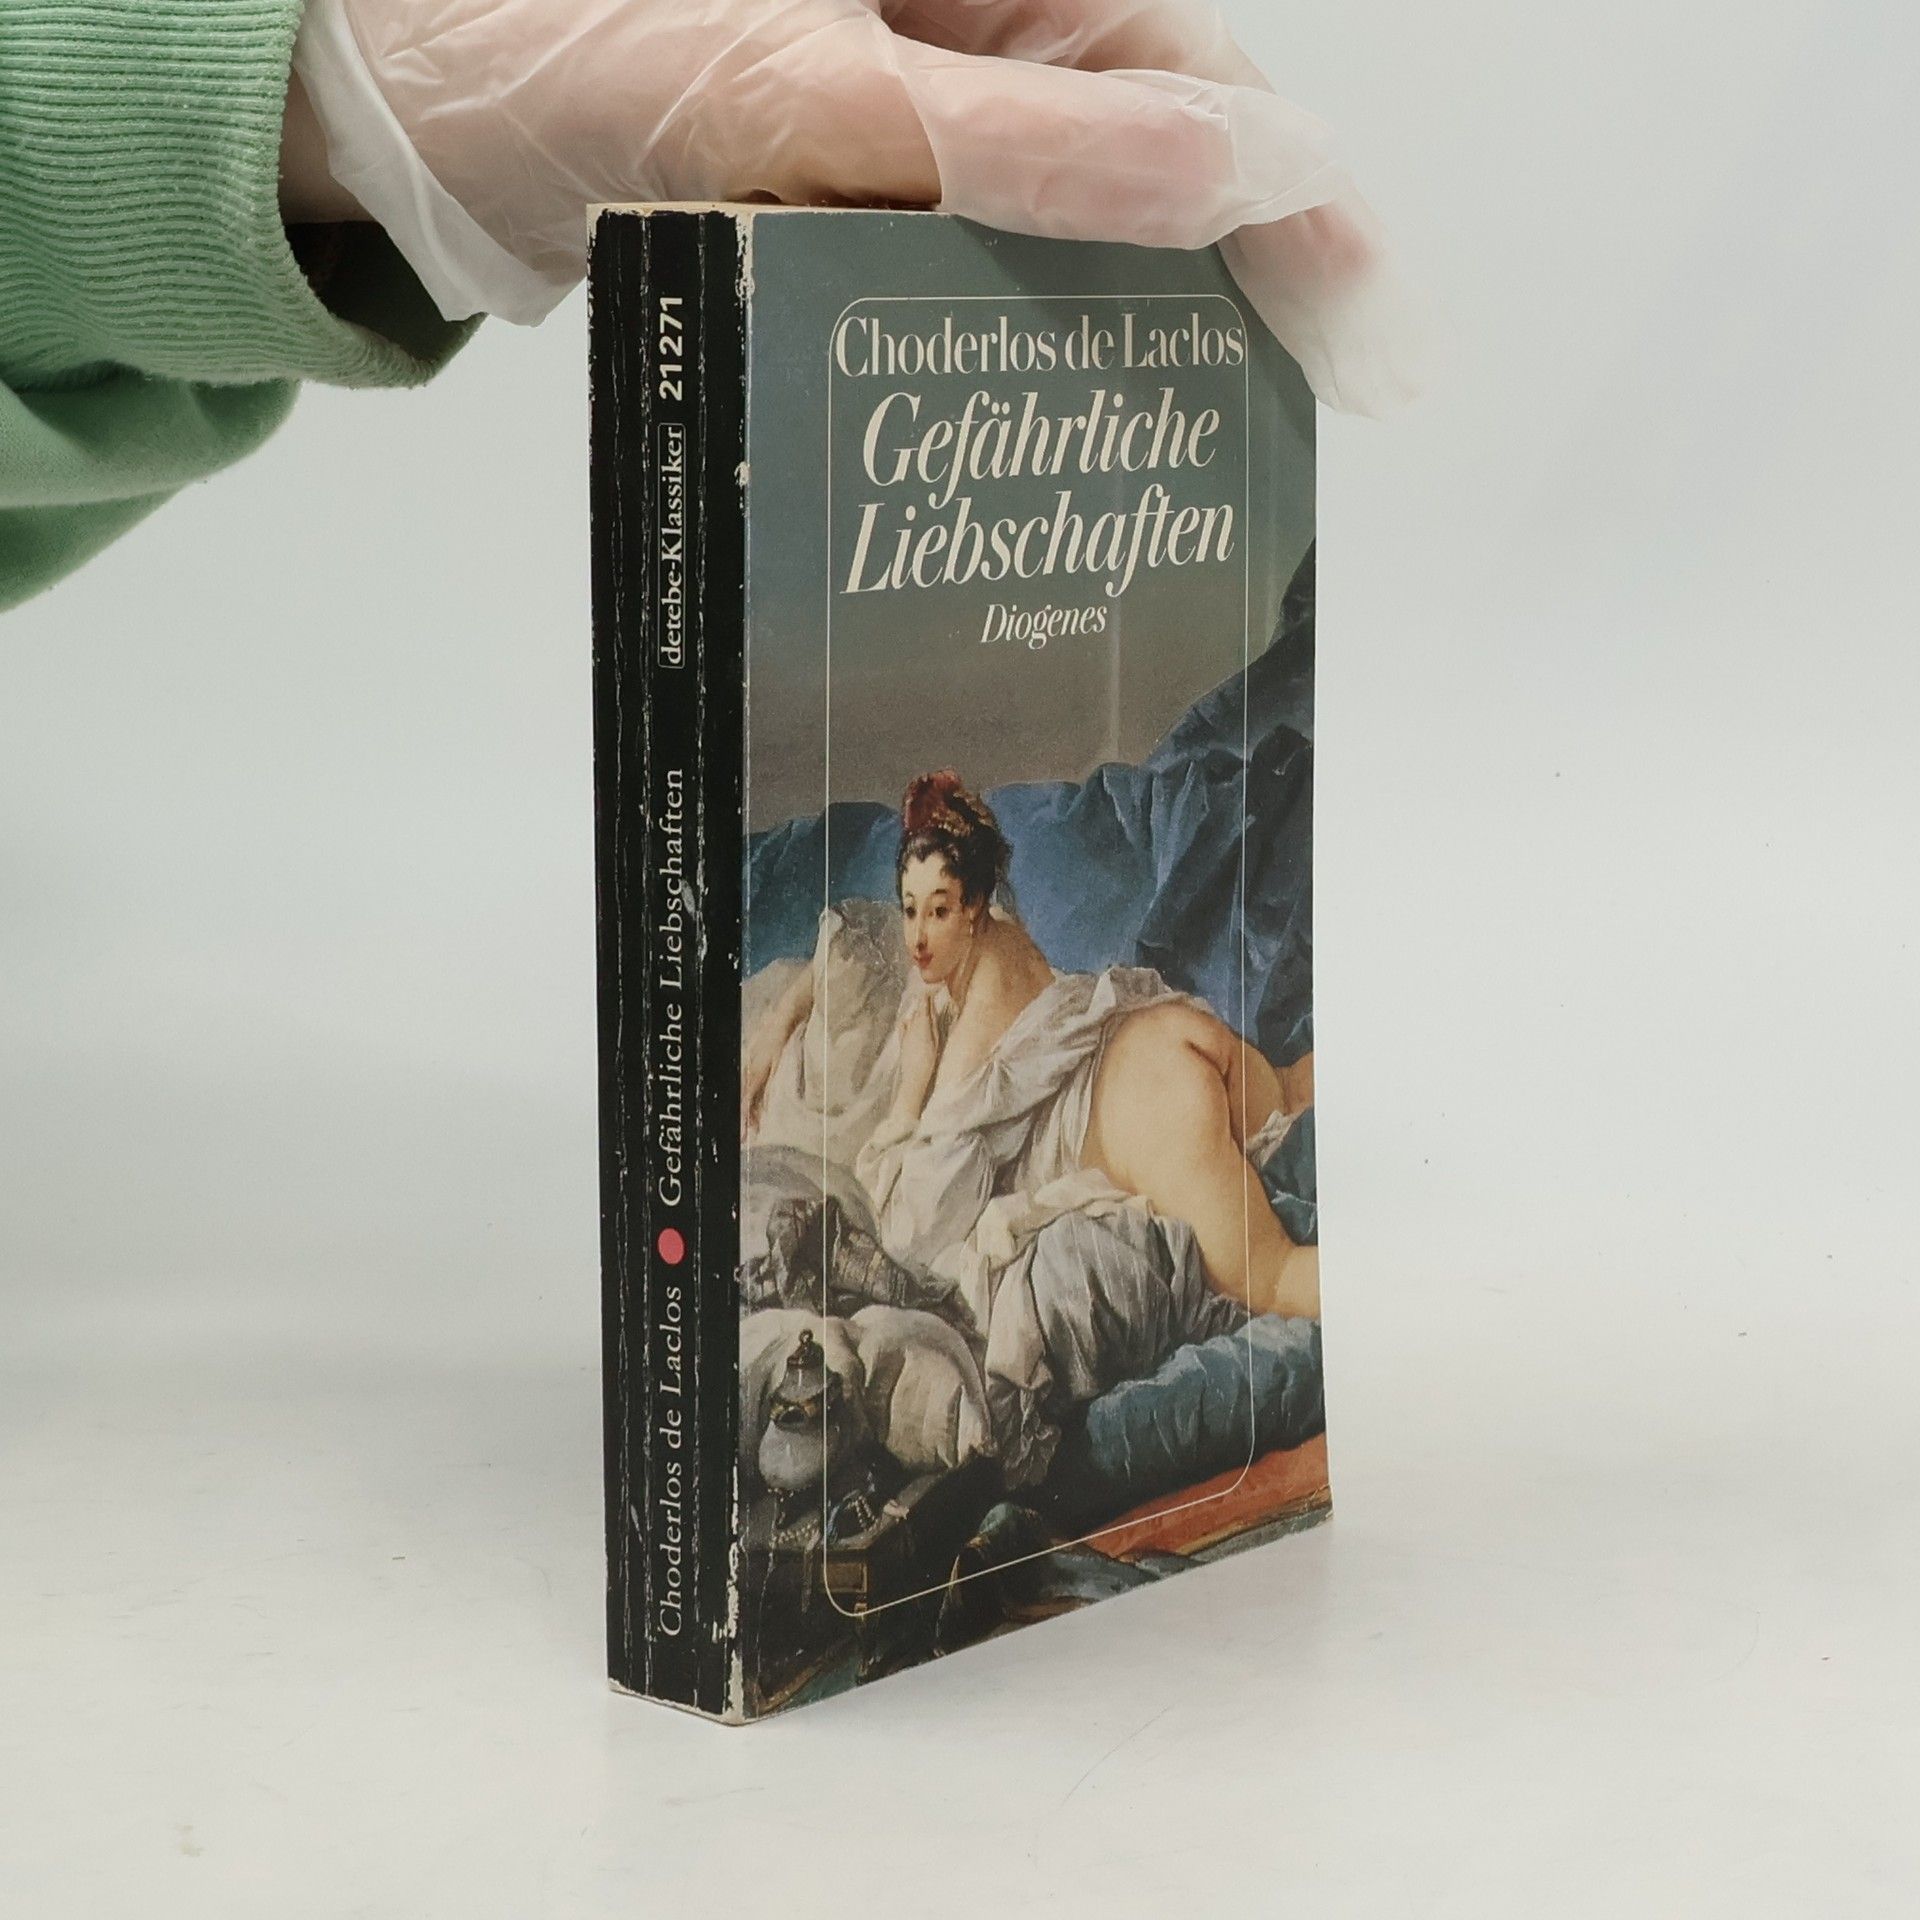 Choderlos de Laclos
Gefährliche
Liebschaften
Diogenes
Choderlos de Laclos Gefährliche Liebschaften detebe-Klassiker 21271